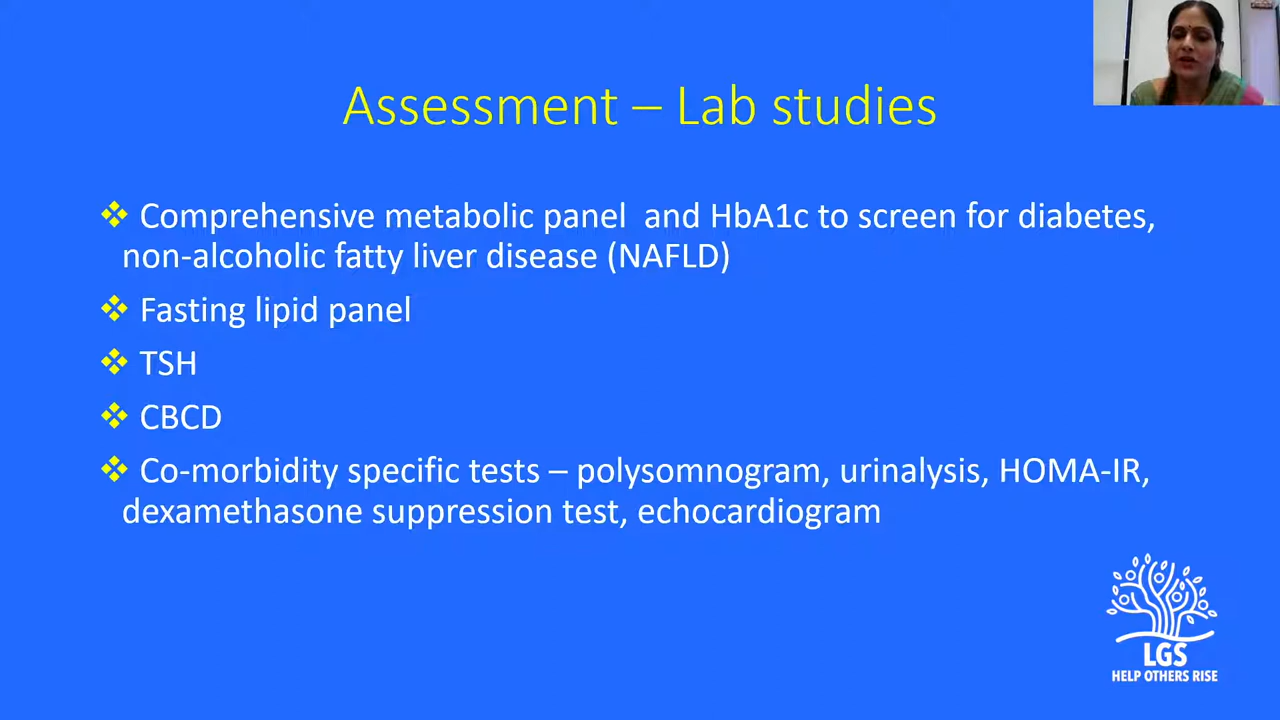 Assessment – Lab studies
❖ Comprehensive metabolic panel and HbA1c to screen for diabetes,
non-alcoholic fatty liver disease (NAFLD)
❖ Fasting lipid panel
❖ TSH
❖ CBCD
❖ Co-morbidity specific tests – polysomnogram, urinalysis, HOMA-IR,
dexamethasone suppression test, echocardiogram
LGS
HELP OTHERS RISE